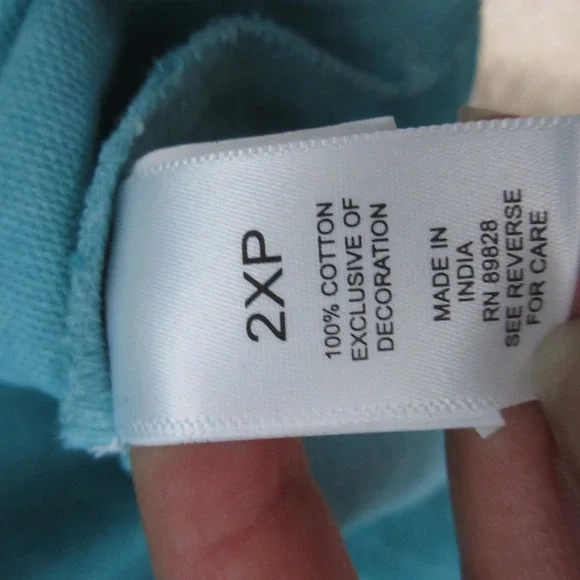 2XP
100% COTTON
EXCLUSIVE OF
DECORATION
MADE IN
INDIA
RN 89828
SEE REVERSE
FOR CARE